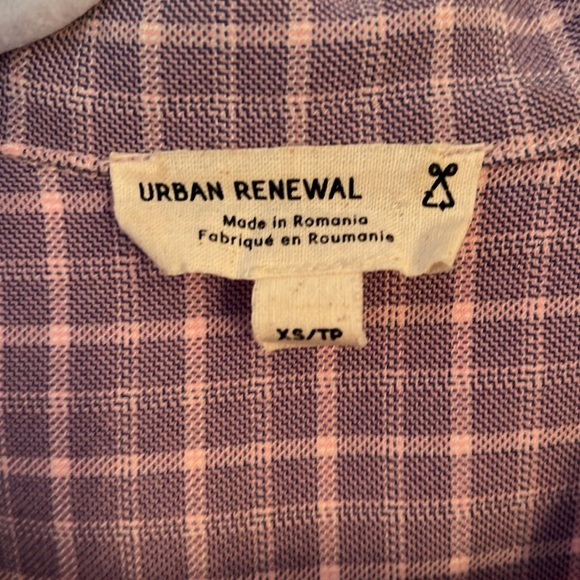 URBAN RENEWAL
Made in Romania
Fabriqué en Roumanie
XS/TP